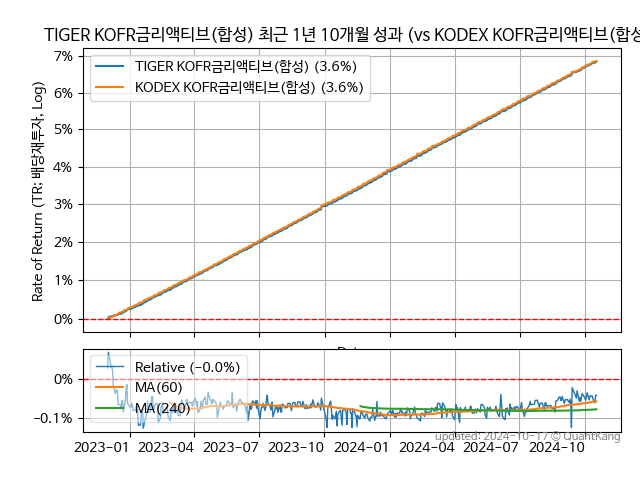 TIGER KOFR금리액티브(합성) 최근 1년 10개월 성과 (vs KODEX KOFR금리액티브(합성
7%
6%
5%
4%
3%
2%
1%
0%
Rate of Return (TR: 배당재투자, Log)
TIGER KOFR금리액티브(합성) (3.6%)
KODEX KOFR금리액티브(합성) (3.6%)
0%
-0.1%
Relative (-0.0%)
MA(60)
MA(240)
2023-01 2023-04 2023-07 2023-10 2024-01 2024-04 2024-07 2024-10
updated: 2024-10-17 © QuantKang